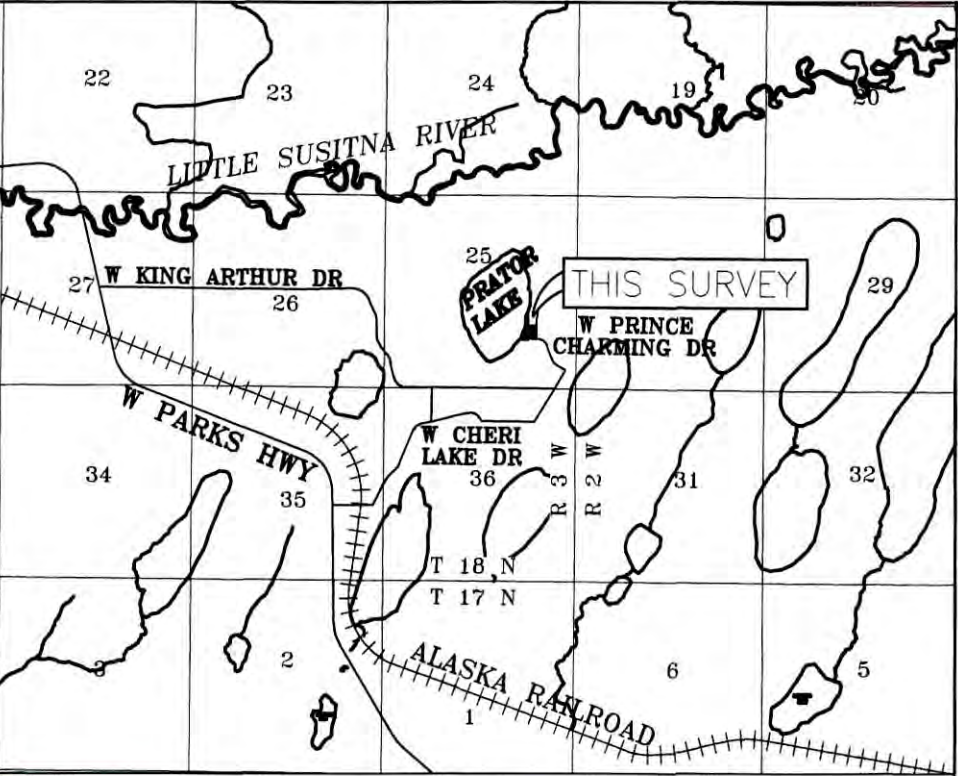 22
23
24
19
20
LITTLE SUSITNA RIVER
27
W KING ARTHUR DR
26
25
PRATOR
LAKE
THIS SURVEY
29
W PRINCE
CHARMING DR
W PARKS HWY
W CHERI
LAKE DR
34
35
36
R 3 W
R 2 W
31
32
T 18 N
T 17 N
3
2
1
6
5
ALASKA RAILROAD